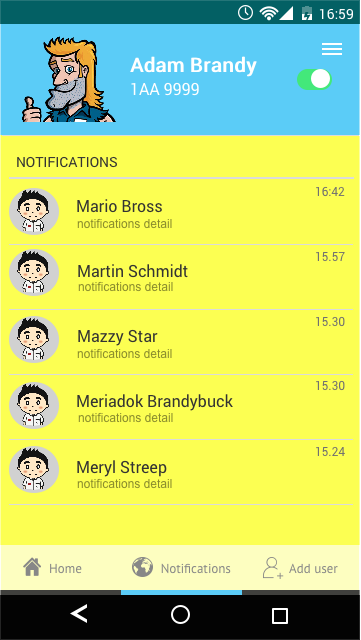 16:59
Adam Brandy
1AA 9999
NOTIFICATIONS
16:42
Mario Bross
notifications detail
15.57
Martin Schmidt
notifications detail
15.30
Mazzy Star
notifications detail
15.30
Meriadok Brandybuck
notifications detail
15.24
Meryl Streep
notifications detail
Home Notifications Add user